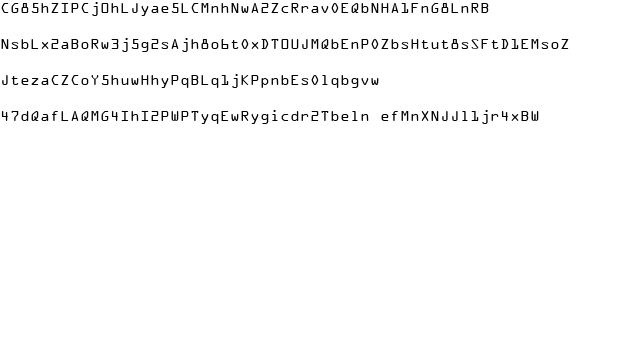 CG85hZIPCjOhLJyae5LCMnhNwA2ZcRrav0EQbNHA1FnG8LnRB
NsbLx2aBoRw3j5g2sAjh8o6t0xDTOUJMQbEnP0ZbsHtut8sSFtD1EMsoZ
JtezaCZCoY5huwHhyPqBLq1jKPpnbEs0lqbgvw
47dQafLAQMG4IhI2PWPTyqEwRygicdr2Tbeln efMnXNJJl1jr4xBW